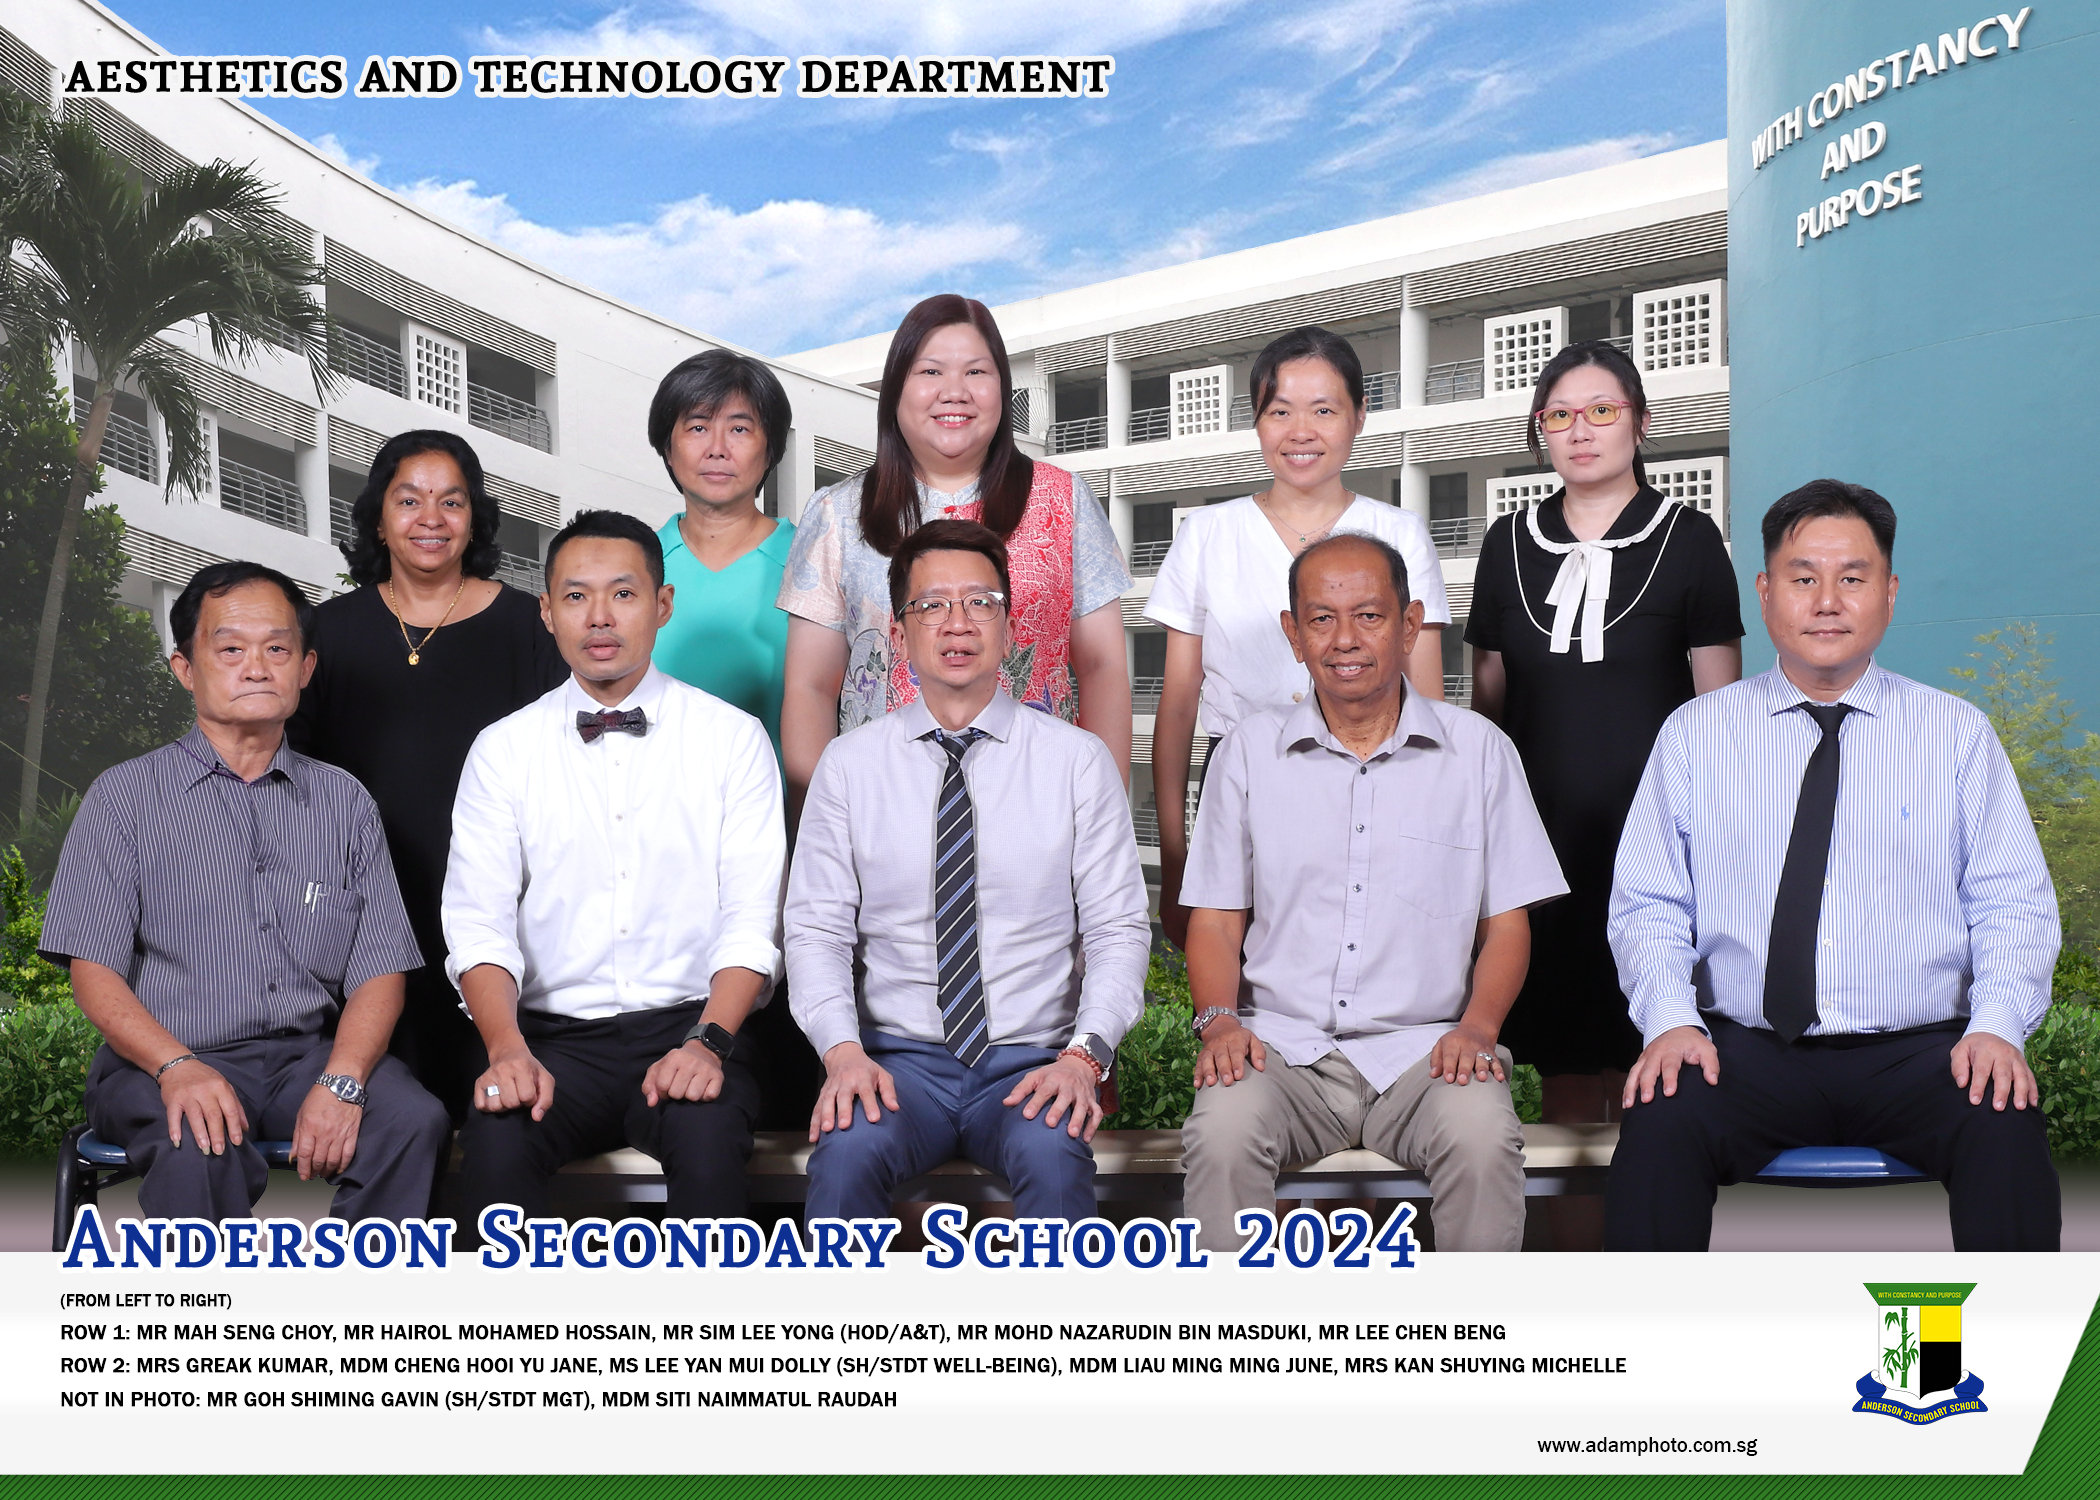 AESTHETICS AND TECHNOLOGY DEPARTMENT
WITH CONSTANCY
AND
PURPOSE
ANDERSON SECONDARY SCHOOL 2024
(FROM LEFT TO RIGHT)
ROW 1: MR MAH SENG CHOY, MR HAIROL MOHAMED HOSSAIN, MR SIM LEE YONG (HOD/A&T), MR MOHD NAZARUDIN BIN MASDUKI, MR LEE CHEN BENG
ROW 2: MRS GREAK KUMAR, MDM CHENG HOOI YU JANE, MS LEE YAN MUI DOLLY (SH/STDT WELL-BEING), MDM LIAU MING MING JUNE, MRS KAN SHUYING MICHELLE
NOT IN PHOTO: MR GOH SHIMING GAVIN (SH/STDT MGT), MDM SITI NAIMMATUL RAUDAH
WITH CONSTANCY AND PURPOSE
ANDERSON SECONDARY SCHOOL
www.adamphoto.com.sg